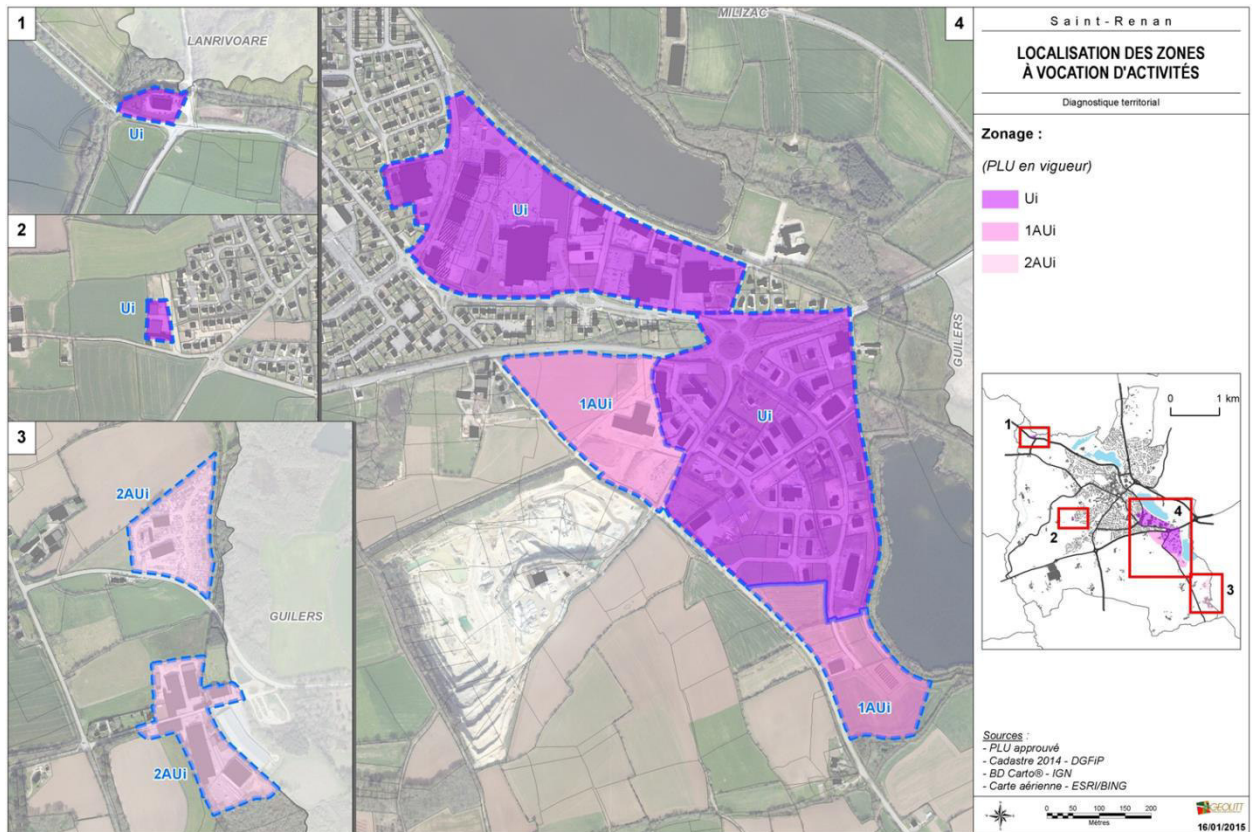 1
LANRIVOARE
Ui
2
Ui
3
2AUi
GUILERS
2AUi
4
MILIZAC
Ui
GUILERS
1AUi
Ui
1AUi
Saint-Renan
LOCALISATION DES ZONES
À VOCATION D'ACTIVITÉS
Diagnostique territorial
Zonage :
(PLU en vigueur)
Ui
1AUi
2AUi
0 1 km
1
2
4
3
Sources :
- PLU approuvé
- Cadastre 2014 - DGFiP
- BD Carto® - IGN
- Carte aérienne - ESRI/BING
0 50 100 150 200
Mètres
GEOLITT
16/01/2015